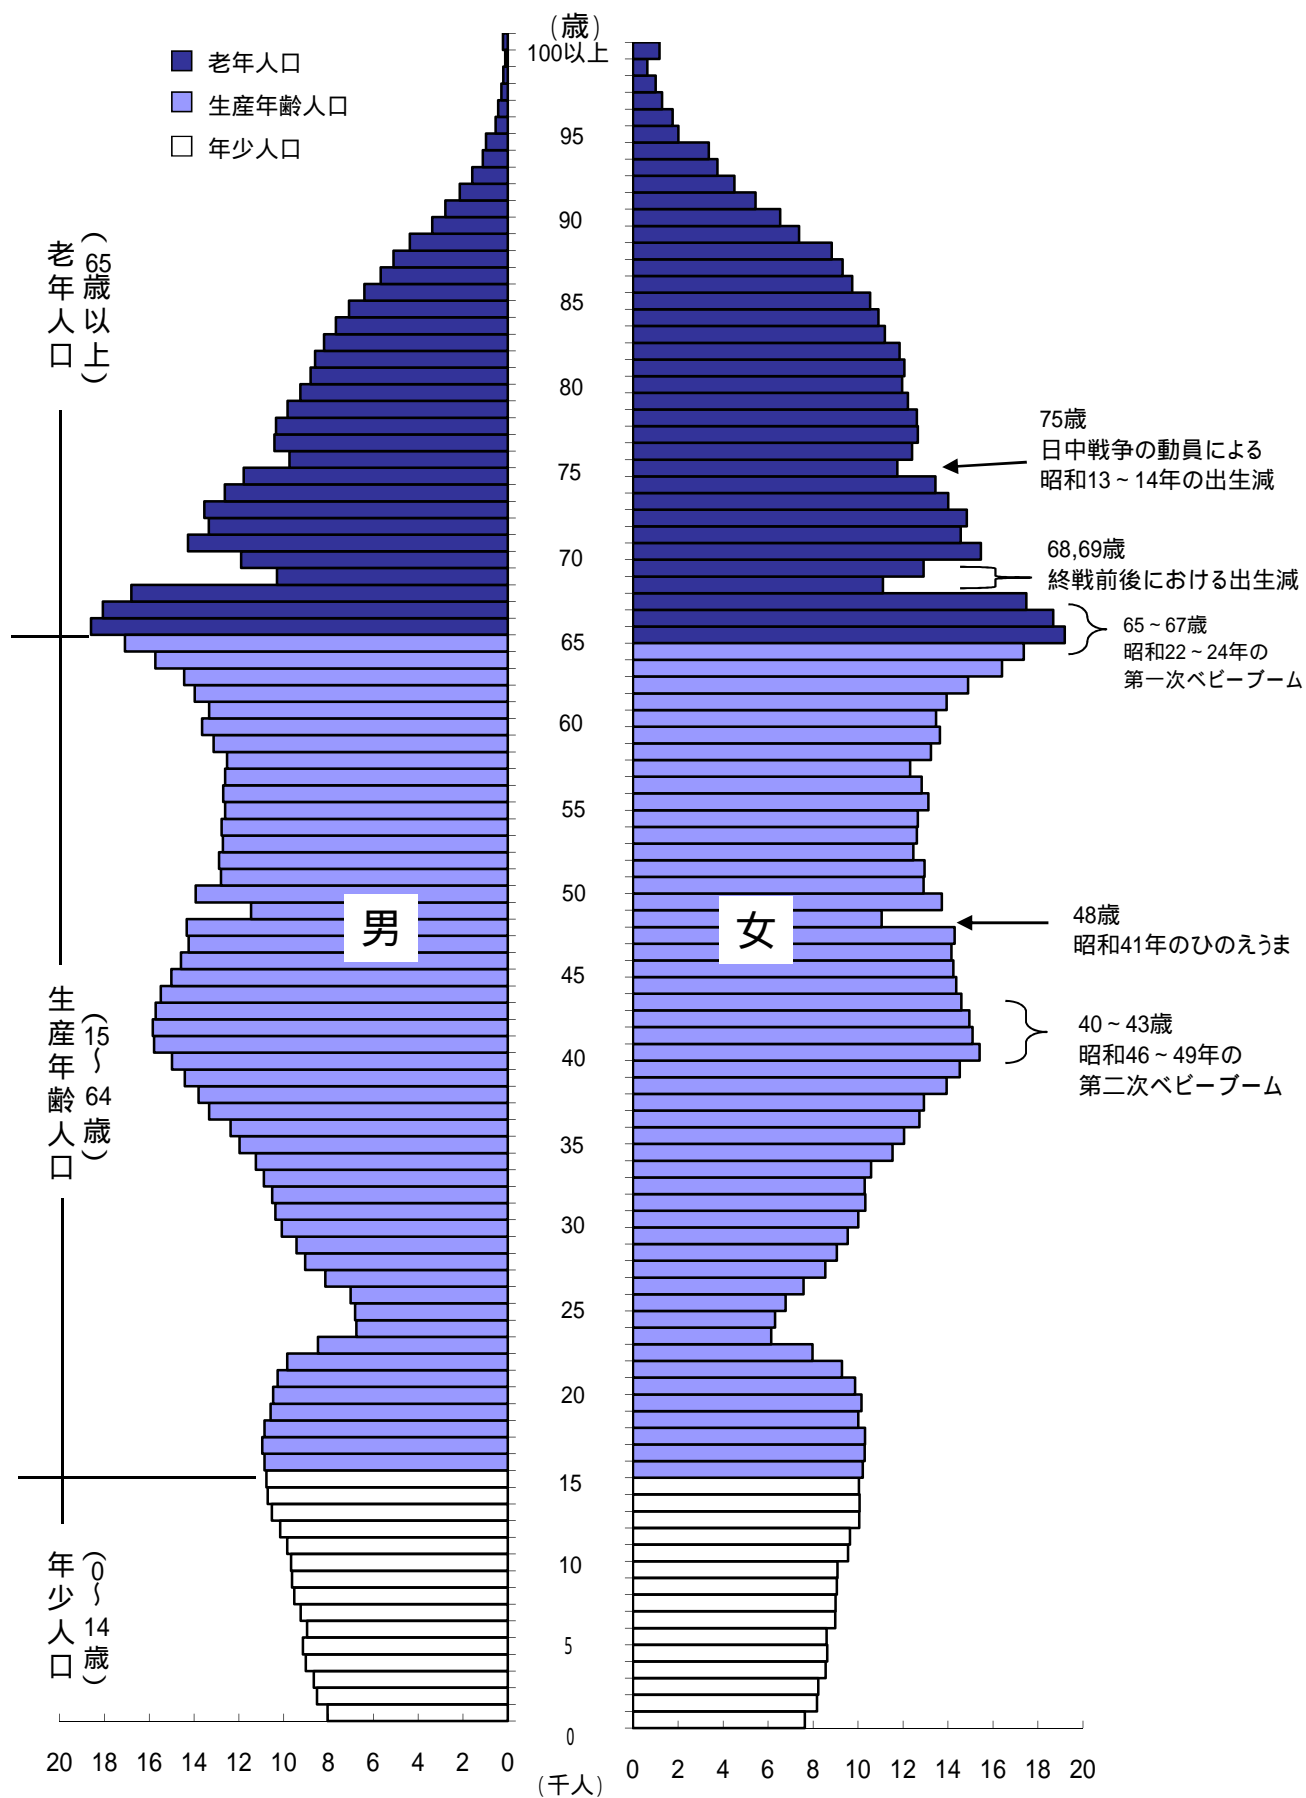 (歳)
100以上
老年人口
生産年齢人口
年少人口
95
90
85
80
75
70
65
60
55
50
45
40
35
30
25
20
15
10
5
0
老年人口
(65歳以上)
生産年齢人口
(15～64歳)
年少人口
(0～14歳)
男
女
75歳
日中戦争の動員による
昭和13~14年の出生減
68,69歳
終戦前後における出生減
65~67歳
昭和22~24年の
第一次ベビーブーム
48歳
昭和41年のひのえうま
40~43歳
昭和46~49年の
第二次ベビーブーム
20 18 16 14 12 10 8 6 4 2 0
(千人)
0 2 4 6 8 10 12 14 16 18 20